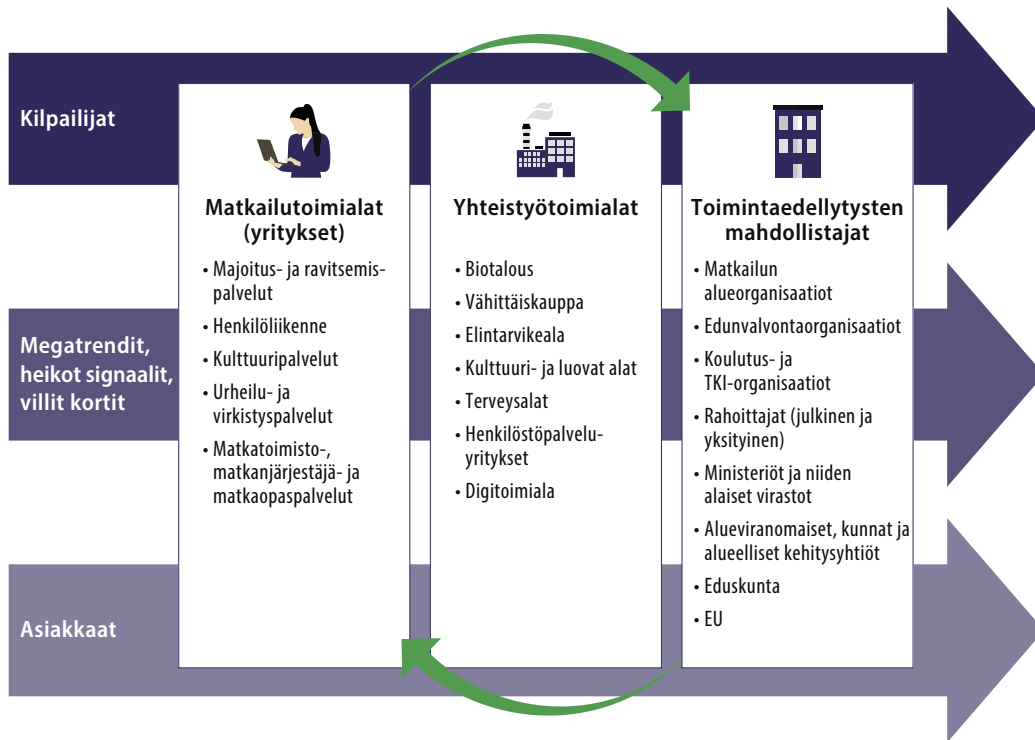 Kilpailijat
Megatrendit,
heikot signaalit,
villit kortit
Asiakkaat
Matkailutoimialat
(yritykset)
• Majoitus- ja ravitsemis-
palvelut
• Henkilöliikenne
• Kulttuuripalvelut
• Urheilu- ja
virkistyspalvelut
• Matkatoimisto-,
matkanjärjestäjä- ja
matkaopaspalvelut
Yhteistyötoimialat
• Biotalous
• Vähittäiskauppa
• Elintarvikeala
• Kulttuuri- ja luovat alat
• Terveysalat
• Henkilöstöpalvelu-
yritykset
• Digitoimiala
Toimintaedellytysten
mahdollistajat
• Matkailun
alueorganisaatiot
• Edunvalvontaorganisaatiot
• Koulutus- ja
TKI-organisaatiot
• Rahoittajat (julkinen ja
yksityinen)
• Ministeriöt ja niiden
alaiset virastot
• Alueviranomaiset, kunnat ja
alueelliset kehitysyhtiöt
• Eduskunta
• EU